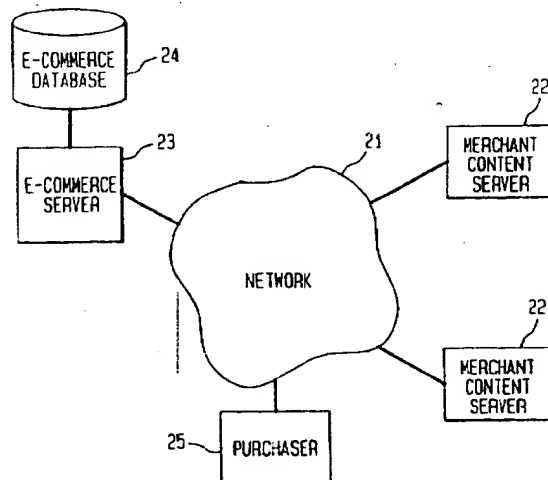 E-COMMERCE
DATABASE
24
23
E-COMMERCE
SERVER
21
22
MERCHANT
CONTENT
SERVER
NETWORK
22
MERCHANT
CONTENT
SERVER
25
PURCHASER